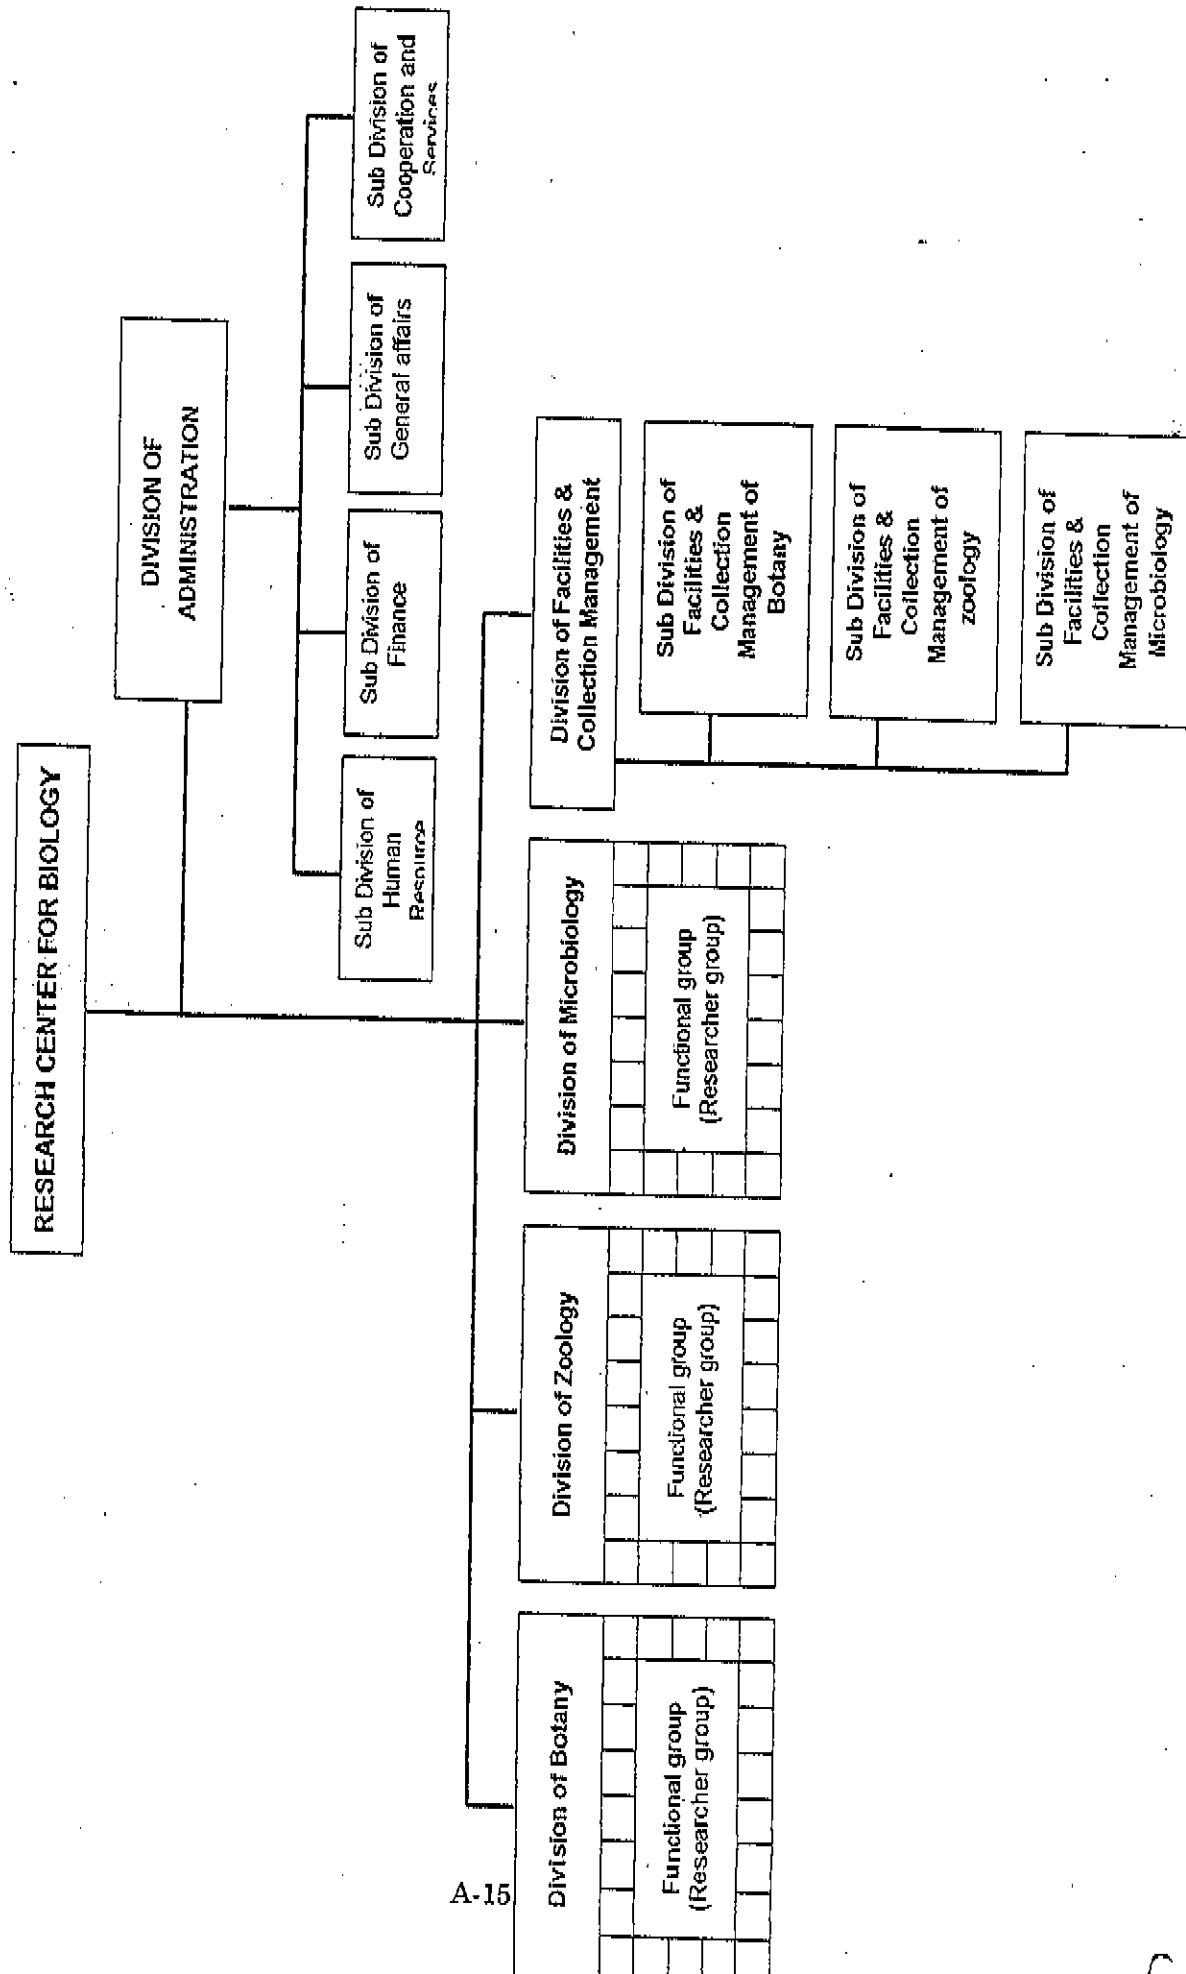 RESEARCH CENTER FOR BIOLOGY
DIVISION OF
ADMINISTRATION
Sub Division of
Human
Resource
Sub Division of
Finance
Sub Division of
General affairs
Sub Division of
Cooperation and
Services
Division of Botany
Functional group
(Researcher group)
Division of Zoology
Functional group
(Researcher group)
Division of Microbiology
Functional group
(Researcher group)
Division of Facilities &
Collection Management
Sub Division of
Facilities &
Collection
Management of
Botany
Sub Division of
Facilities &
Collection
Management of
zoology
Sub Division of
Facilities &
Collection
Management of
Microbiology
A-15